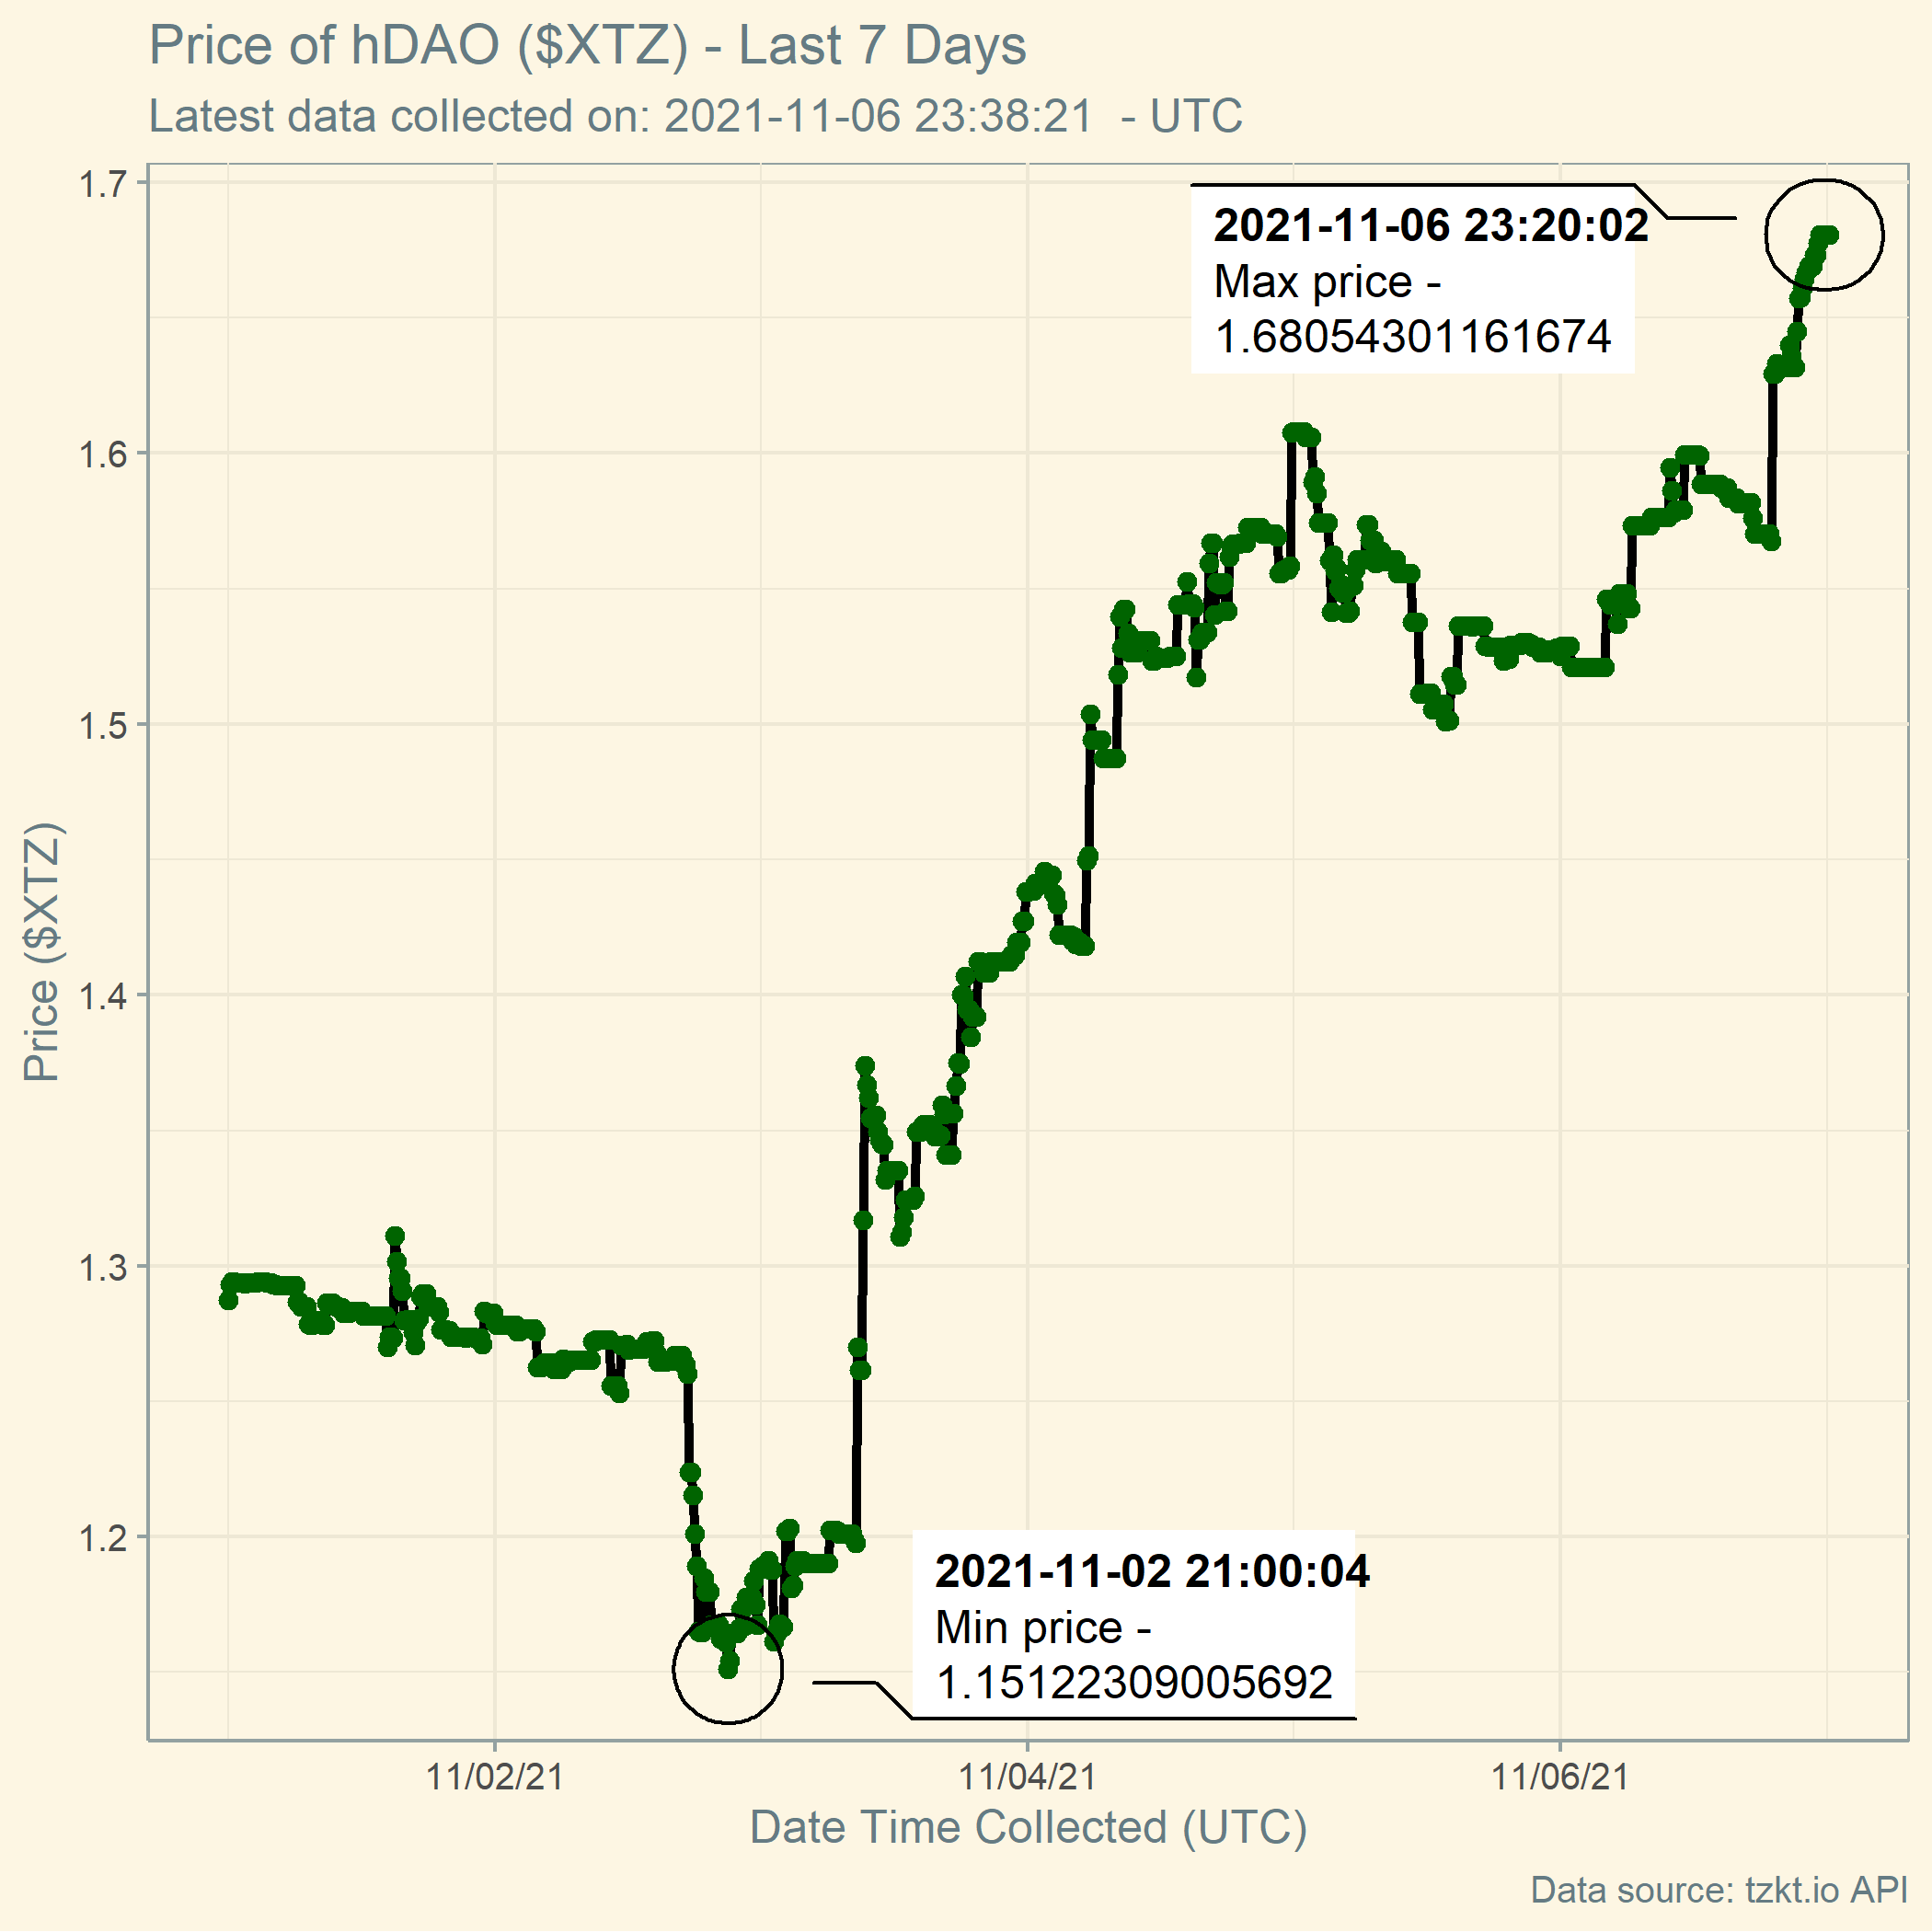 Price of hDAO ($XTZ) - Last 7 Days
Latest data collected on: 2021-11-06 23:38:21  - UTC
1.7
1.6
1.5
1.4
1.3
1.2
Price ($XTZ)
2021-11-06 23:20:02
Max price -
1.68054301161674
2021-11-02 21:00:04
Min price -
1.15122309005692
11/02/21
11/04/21
11/06/21
Date Time Collected (UTC)
Data source: tzkt.io API